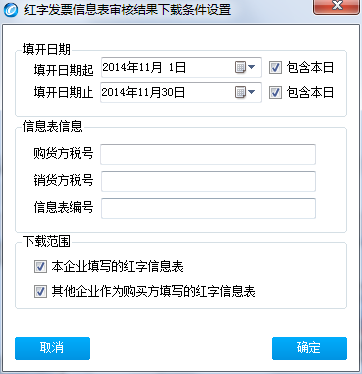 红字发票信息表审核结果下载条件设置
填开日期
填开日期起 2014年11月 1日 包含本日
填开日期止 2014年11月30日 包含本日
信息表信息
购货方税号
销货方税号
信息表编号
下载范围
本企业填写的红字信息表
其他企业作为购买方填写的红字信息表
取消 确定